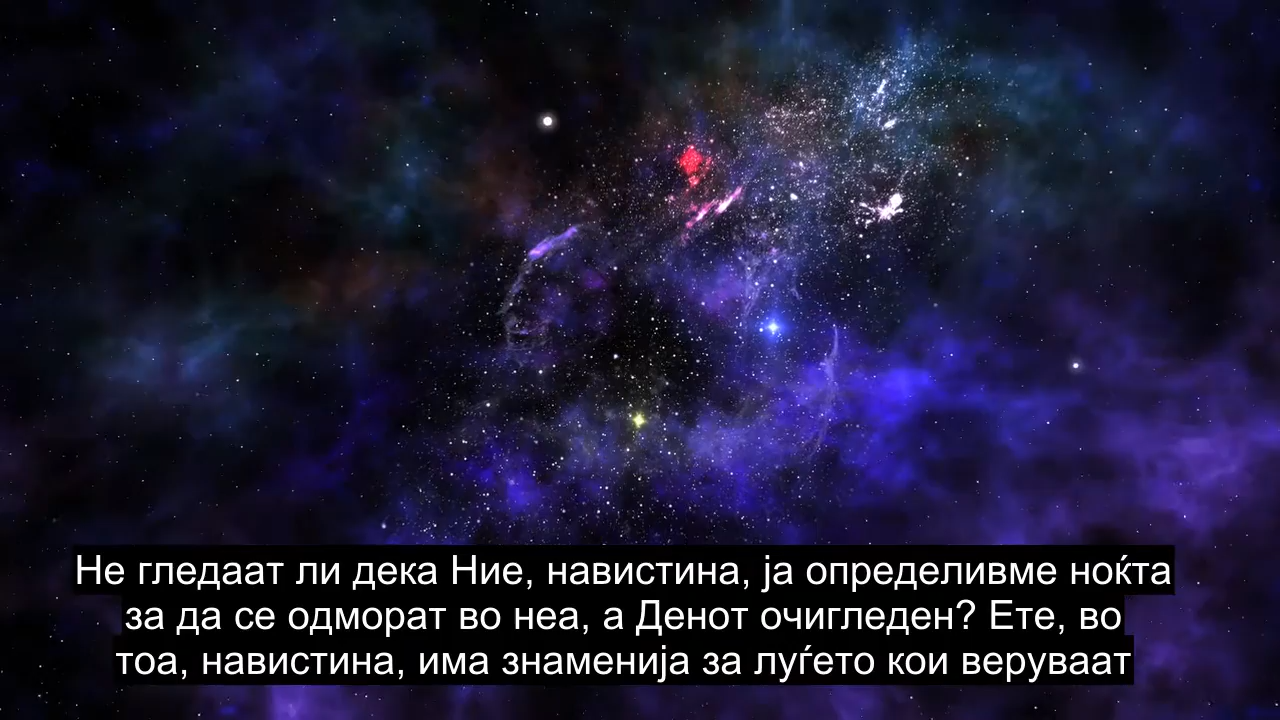 Не гледаат ли дека Ние, навистина, ја определивме ноќта
за да се одморат во неа, а Денот очигледен? Ете, во
тоа, навистина, има знаменија за луѓето кои веруваат